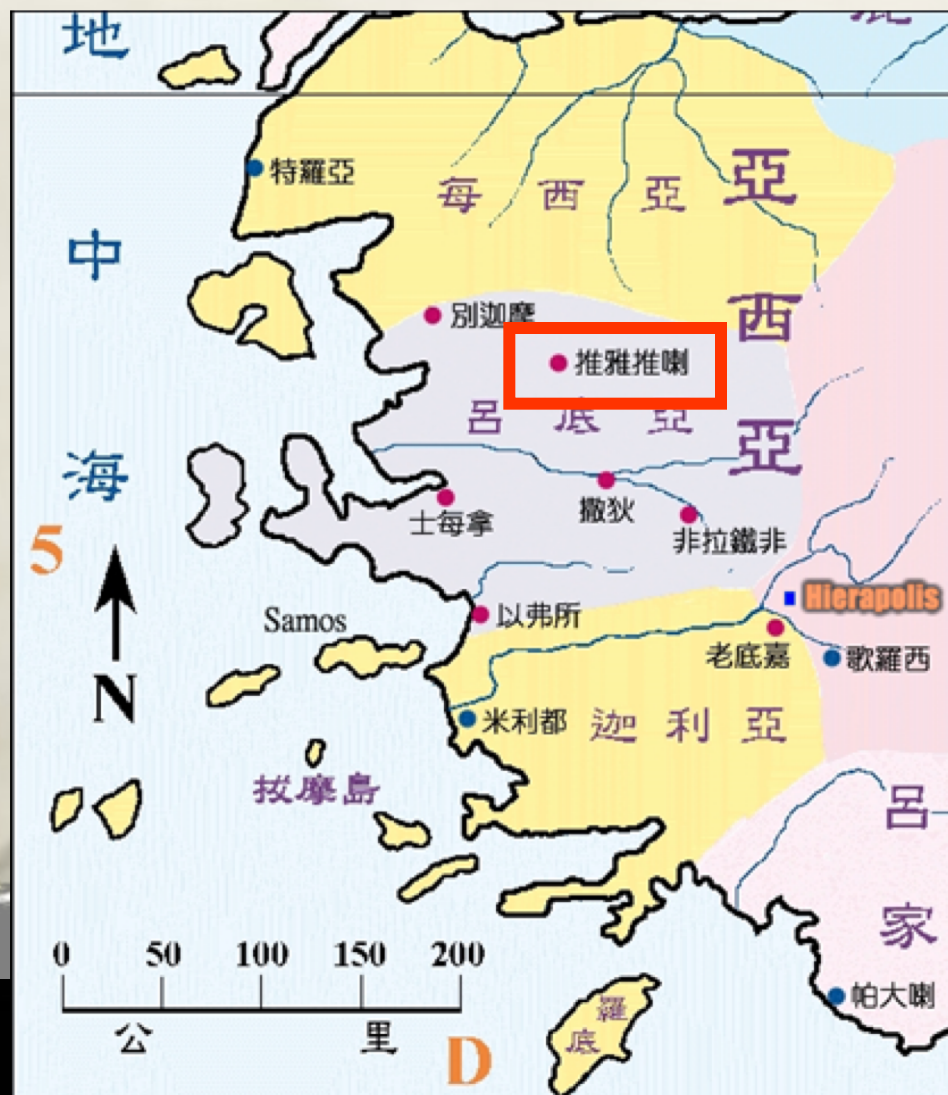 地中海
特羅亞
每西亞
亞西亞
別迦摩
推雅推喇
呂底亞
撒狄
士每拿
非拉鐵非
5
Samos
以弗所
Hierapolis
老底嘉
歌羅西
N
米利都
迦利亞
拔摩島
呂家
0 50 100 150 200
公里
帕大喇
羅底
D